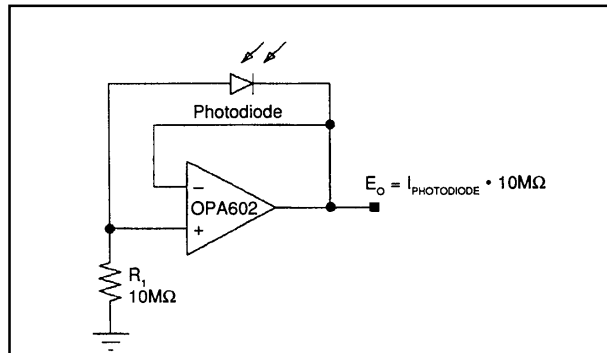 Photodiode
−
OPA602
+
E_O = I_PHOTODIODE • 10MΩ
R_1
10MΩ